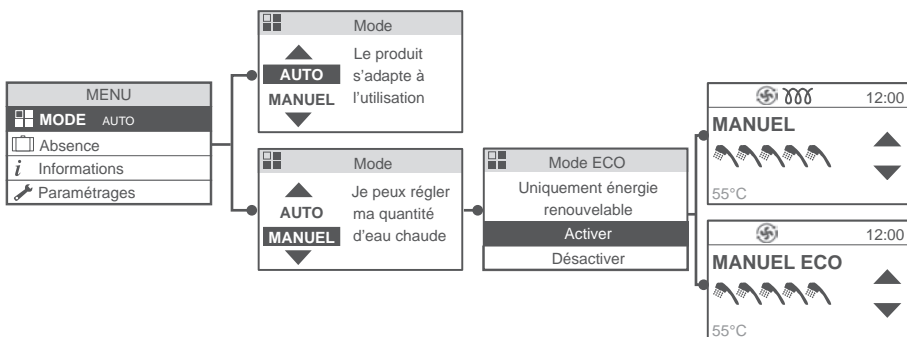 MENU
MODE AUTO
Absence
i Informations
Paramétrages
Mode
AUTO
MANUEL
Le produit
s'adapte à
l'utilisation
Mode
AUTO
MANUEL
Je peux régler
ma quantité
d'eau chaude
Mode ECO
Uniquement énergie
renouvelable
Activer
Désactiver
12:00
MANUEL
55°C
12:00
MANUEL ECO
55°C